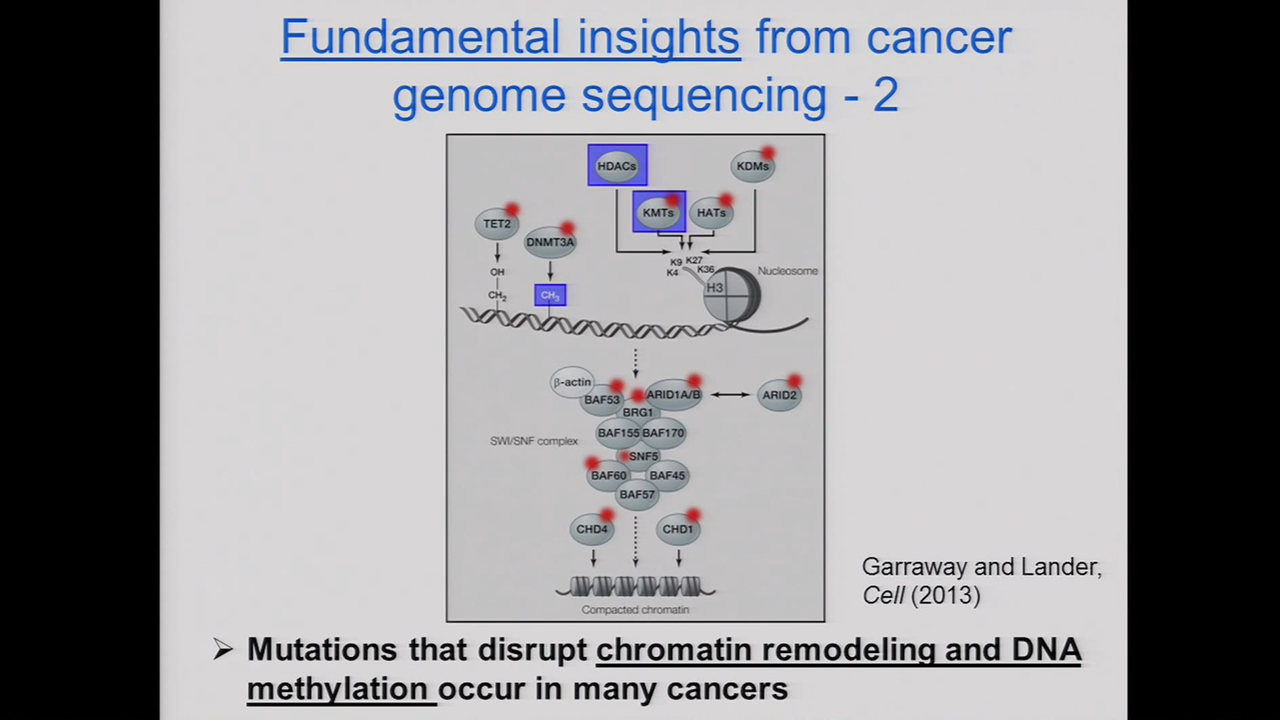 Fundamental insights from cancer
genome sequencing - 2
HDACs
KDMs
KMTs
HATs
TET2
DNMT3A
K9 K27
K4 K36
OH
Nucleosome
H3
CH2
CH3
β-actin
BAF53
ARID1A/B
ARID2
BRG1
BAF155 BAF170
SWI/SNF complex
SNF5
BAF60
BAF45
BAF57
CHD4
CHD1
Compacted chromatin
Garraway and Lander,
Cell (2013)
➢ Mutations that disrupt chromatin remodeling and DNA
methylation occur in many cancers